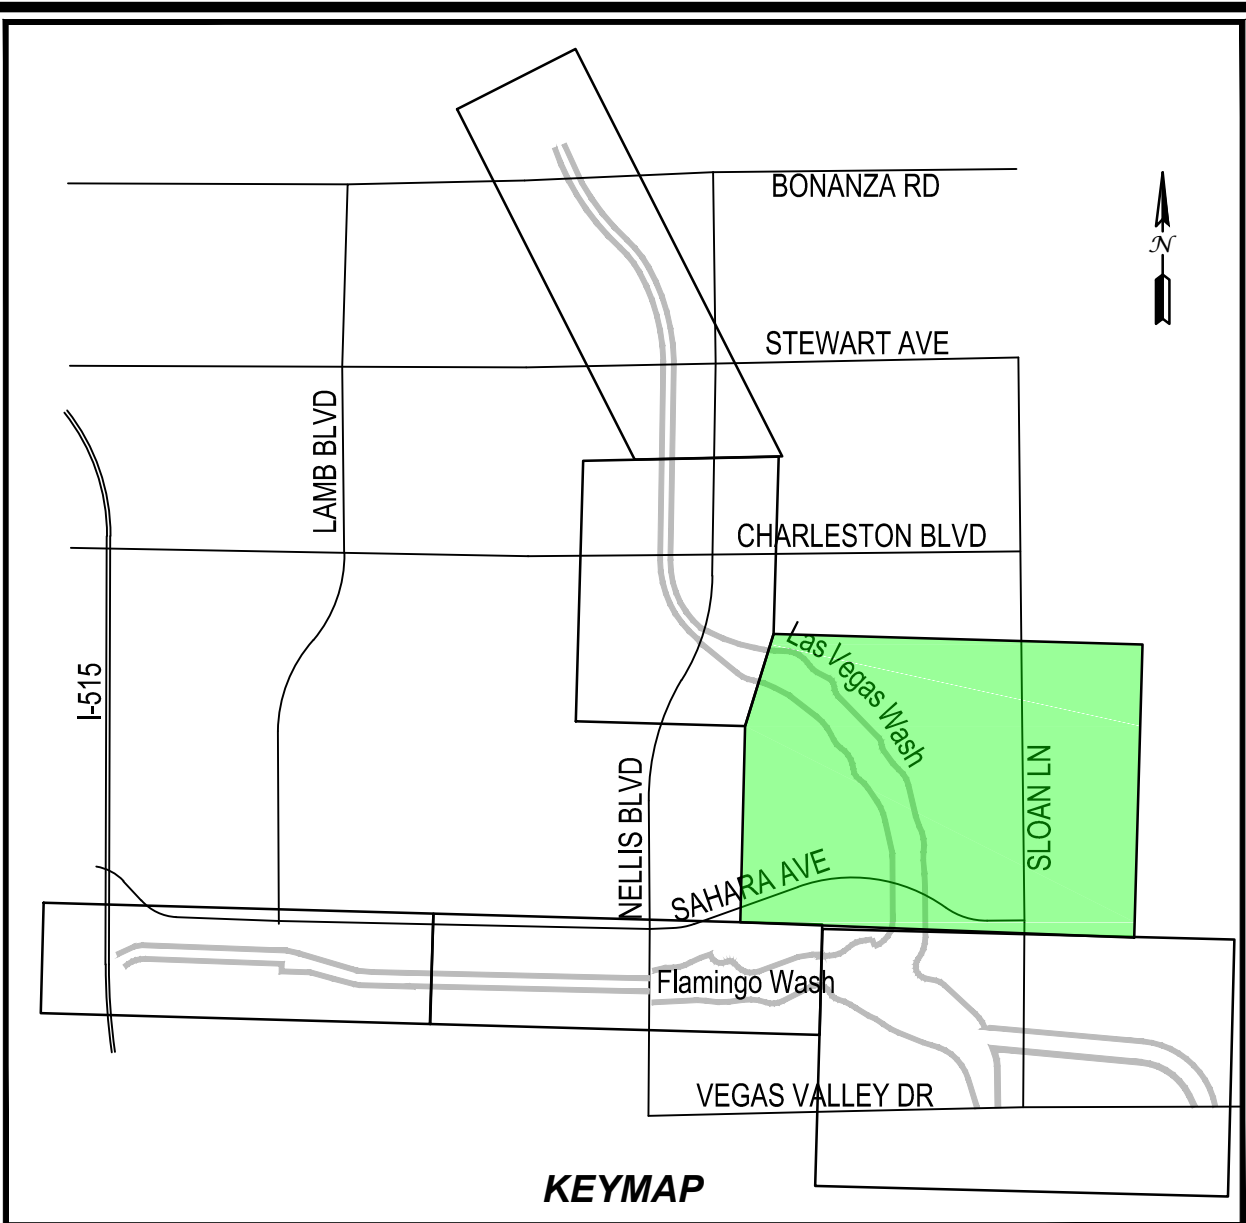 BONANZA RD
N
STEWART AVE
LAMB BLVD
CHARLESTON BLVD
Las Vegas Wash
I-515
SLOAN LN
NELLIS BLVD
SAHARA AVE
Flamingo Wash
VEGAS VALLEY DR
KEYMAP